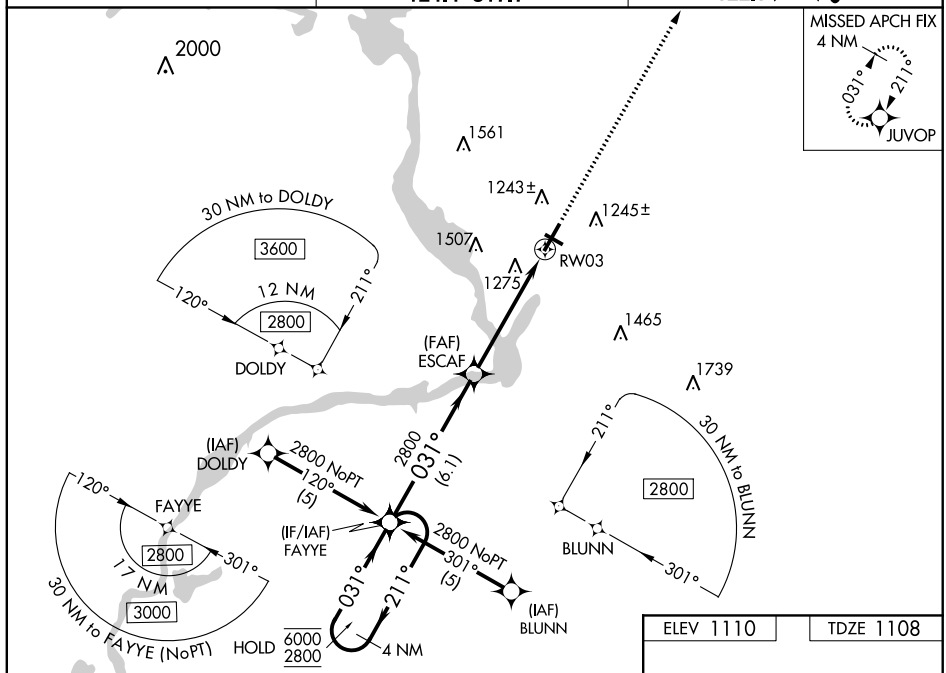 MISSED APCH FIX
4 NM
031°
211°
JUVOP
2000
1561
1243±
1245±
1507
1275
RW03
30 NM to DOLDY
3600
120°
211°
12 NM
2800
DOLDY
(FAF)
ESCAF
1465
1739
2800
031°
(6.1)
(IAF)
DOLDY
2800 NoPT
120°
(5)
(IF/IAF)
FAYYE
2800 NoPT
301°
(5)
(IAF)
BLUNN
211°
30 NM to BLUNN
2800
BLUNN
301°
120°
FAYYE
2800
301°
17 NM
3000
30 NM to FAYYE (NoPT)
031°
211°
HOLD
6000
2800
4 NM
ELEV 1110
TDZE 1108